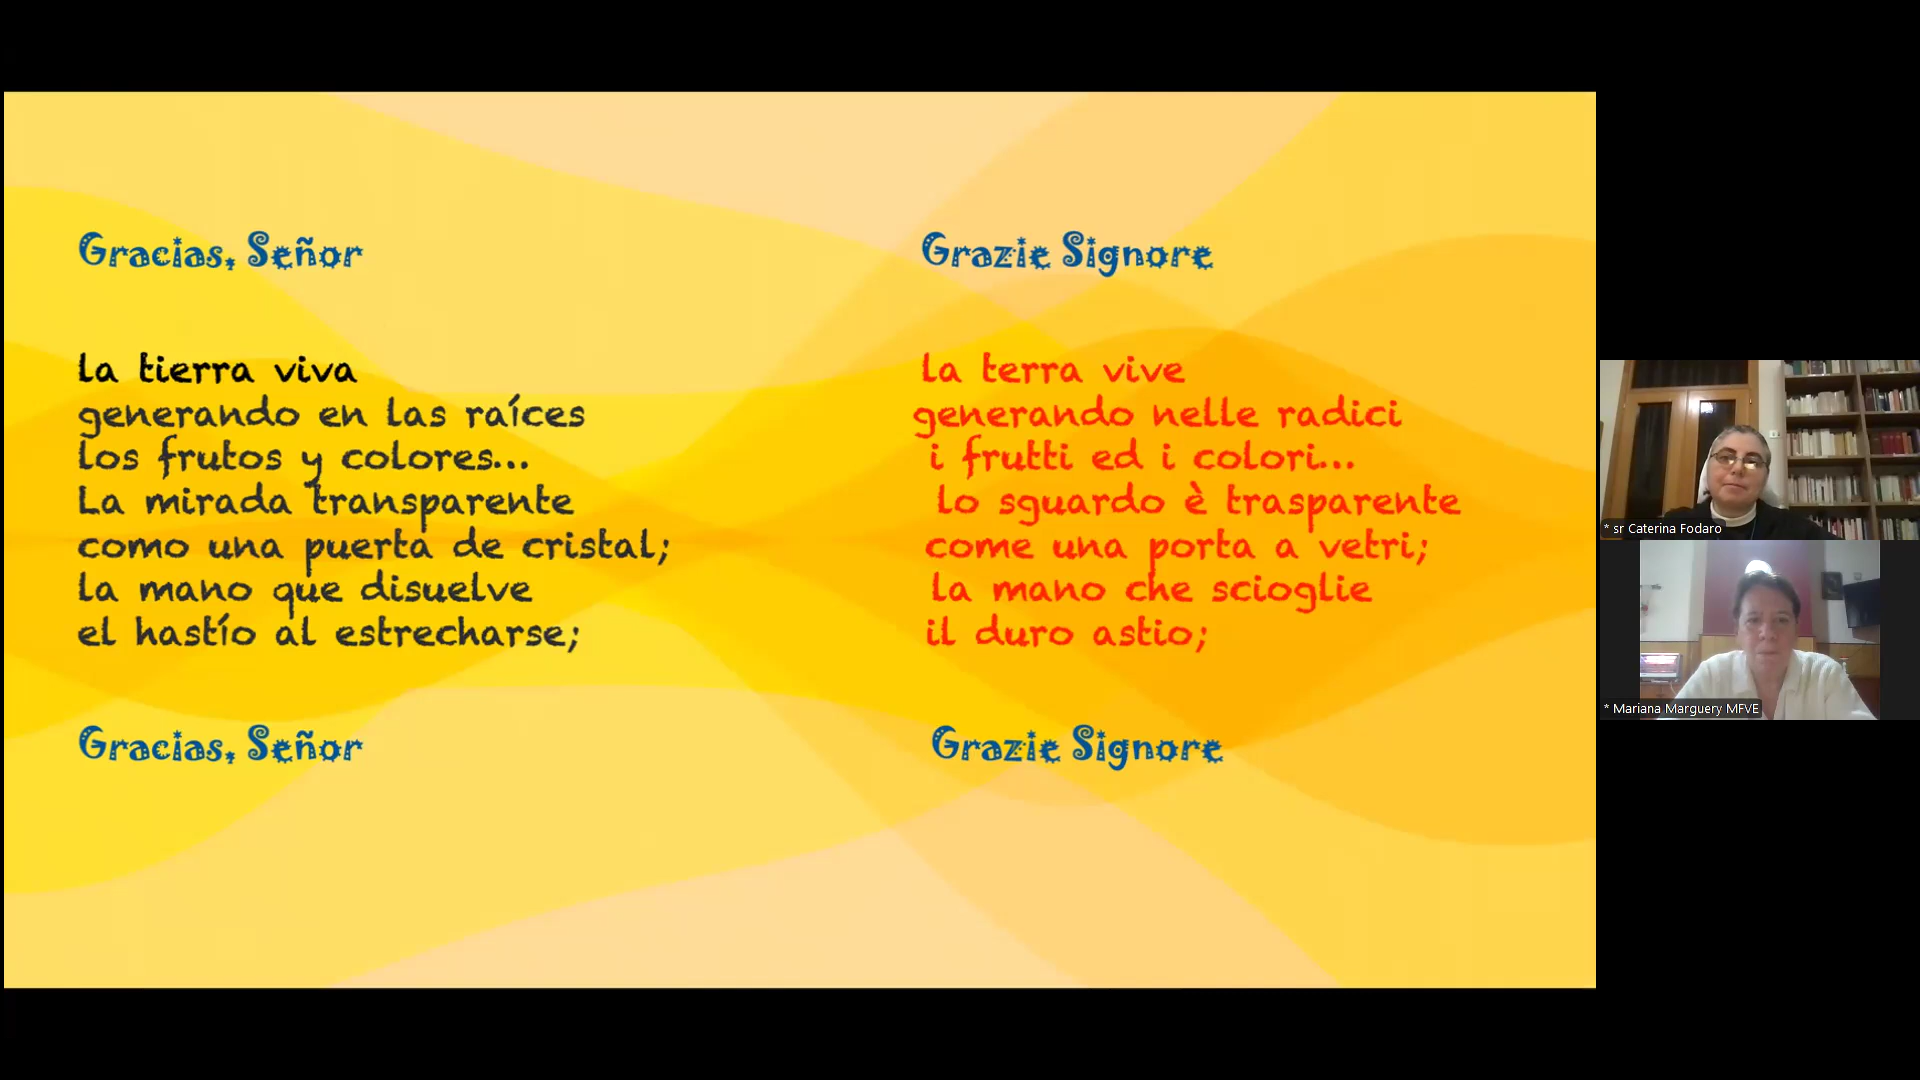 Gracias, Señor
la tierra viva
generando en las raíces
los frutos y colores...
La mirada transparente
como una puerta de cristal;
la mano que disuelve
el hastío al estrecharse;
Gracias, Señor
Grazie Signore
la terra vive
generando nelle radici
i frutti ed i colori...
lo sguardo è trasparente
come una porta a vetri;
la mano che scioglie
il duro astio;
Grazie Signore
* sr Caterina Fodaro
* Mariana Marguery MFVE